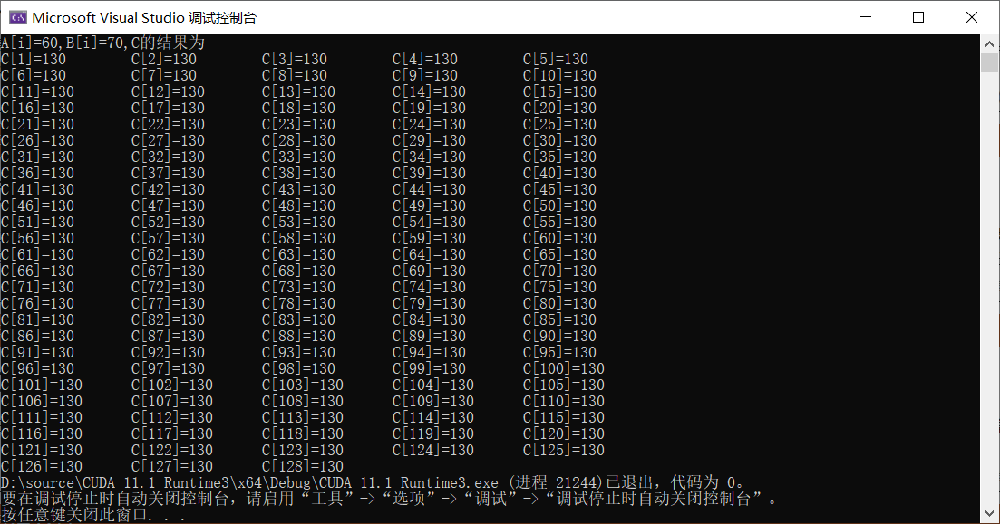 Microsoft Visual Studio 调试控制台
A[i]=60,B[i]=70,C的结果为
C[1]=130 C[2]=130 C[3]=130 C[4]=130 C[5]=130
C[6]=130 C[7]=130 C[8]=130 C[9]=130 C[10]=130
C[11]=130 C[12]=130 C[13]=130 C[14]=130 C[15]=130
C[16]=130 C[17]=130 C[18]=130 C[19]=130 C[20]=130
C[21]=130 C[22]=130 C[23]=130 C[24]=130 C[25]=130
C[26]=130 C[27]=130 C[28]=130 C[29]=130 C[30]=130
C[31]=130 C[32]=130 C[33]=130 C[34]=130 C[35]=130
C[36]=130 C[37]=130 C[38]=130 C[39]=130 C[40]=130
C[41]=130 C[42]=130 C[43]=130 C[44]=130 C[45]=130
C[46]=130 C[47]=130 C[48]=130 C[49]=130 C[50]=130
C[51]=130 C[52]=130 C[53]=130 C[54]=130 C[55]=130
C[56]=130 C[57]=130 C[58]=130 C[59]=130 C[60]=130
C[61]=130 C[62]=130 C[63]=130 C[64]=130 C[65]=130
C[66]=130 C[67]=130 C[68]=130 C[69]=130 C[70]=130
C[71]=130 C[72]=130 C[73]=130 C[74]=130 C[75]=130
C[76]=130 C[77]=130 C[78]=130 C[79]=130 C[80]=130
C[81]=130 C[82]=130 C[83]=130 C[84]=130 C[85]=130
C[86]=130 C[87]=130 C[88]=130 C[89]=130 C[90]=130
C[91]=130 C[92]=130 C[93]=130 C[94]=130 C[95]=130
C[96]=130 C[97]=130 C[98]=130 C[99]=130 C[100]=130
C[101]=130 C[102]=130 C[103]=130 C[104]=130 C[105]=130
C[106]=130 C[107]=130 C[108]=130 C[109]=130 C[110]=130
C[111]=130 C[112]=130 C[113]=130 C[114]=130 C[115]=130
C[116]=130 C[117]=130 C[118]=130 C[119]=130 C[120]=130
C[121]=130 C[122]=130 C[123]=130 C[124]=130 C[125]=130
C[126]=130 C[127]=130 C[128]=130
D:\source\CUDA 11.1 Runtime3\x64\Debug\CUDA 11.1 Runtime3.exe (进程 21244)已退出，代码为 0。
要在调试停止时自动关闭控制台，请启用“工具”->“选项”->“调试”->“调试停止时自动关闭控制台”。
按任意键关闭此窗口. . .